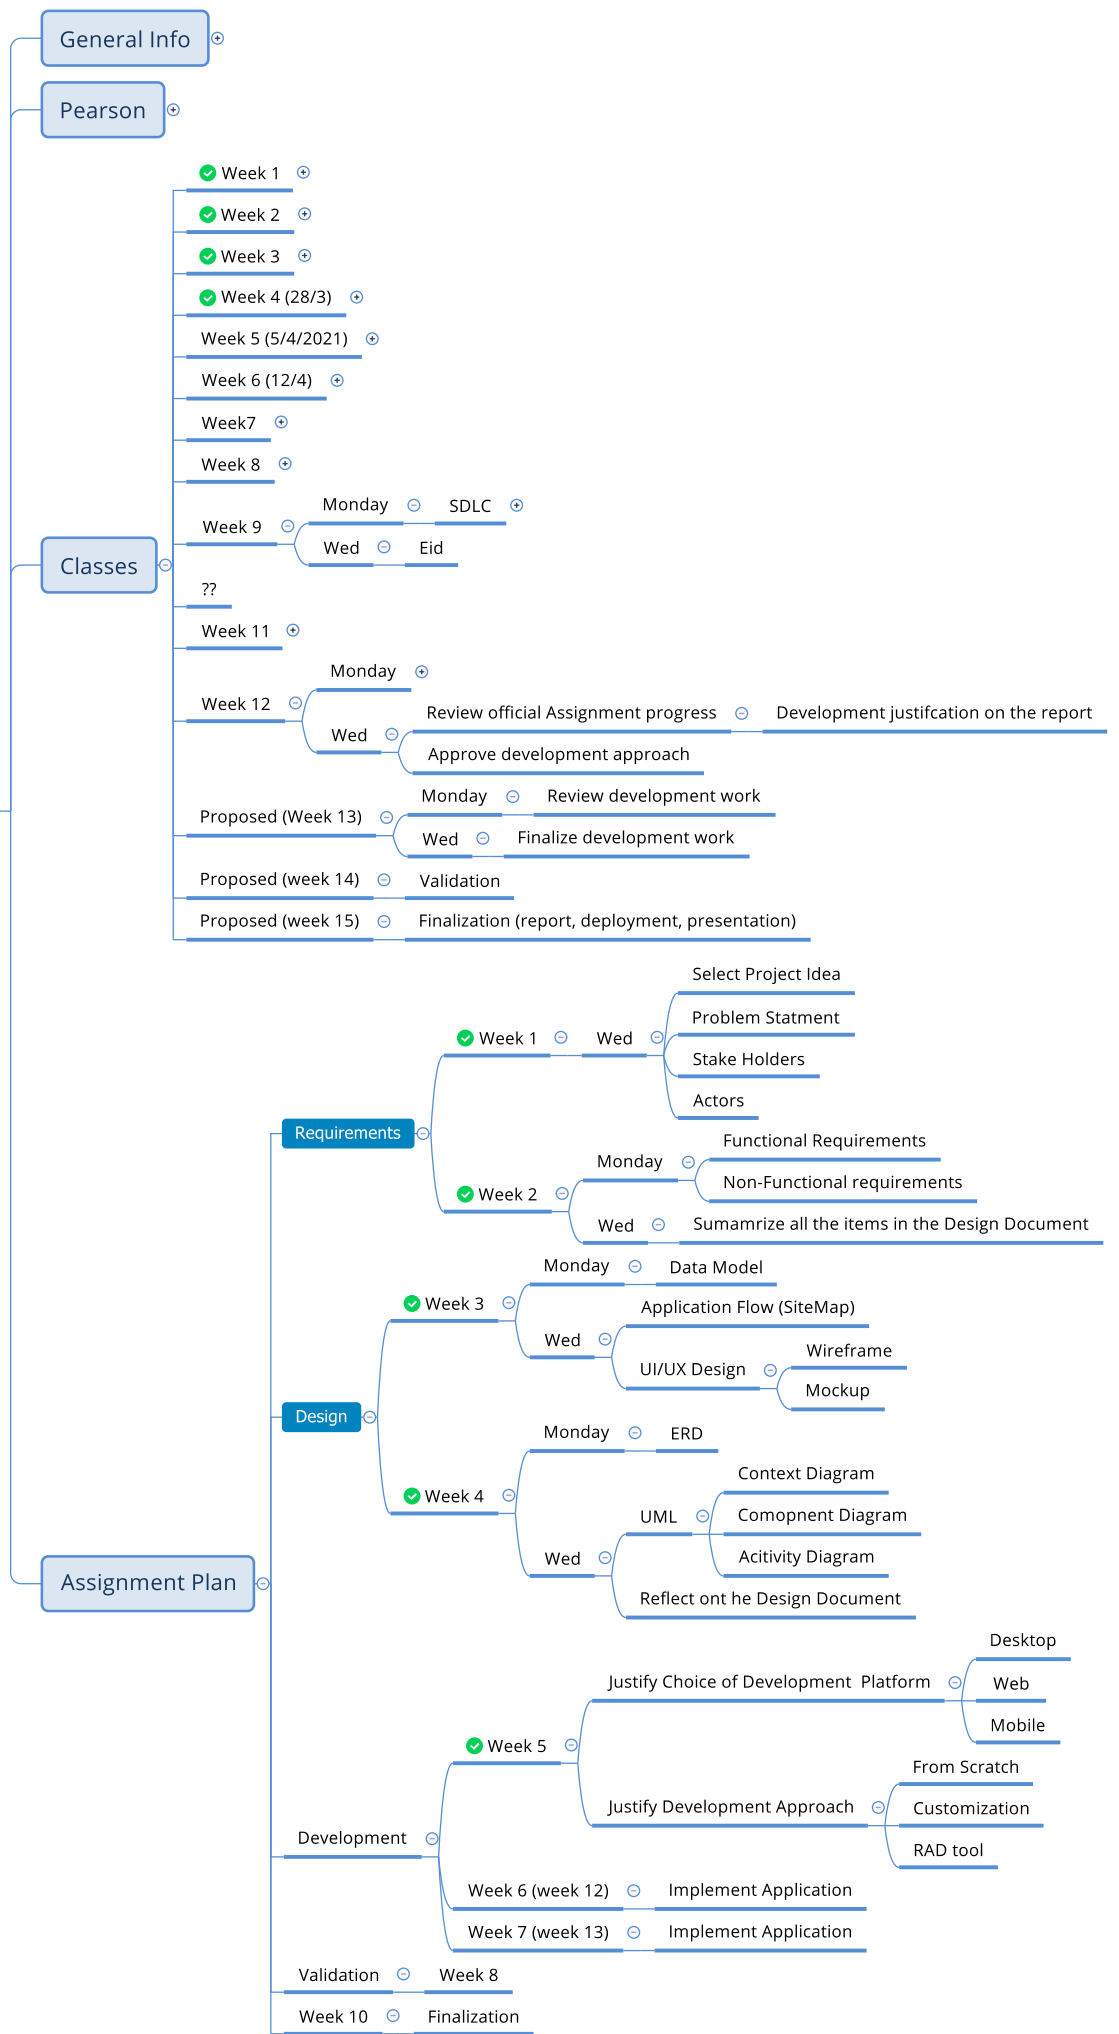 General Info
Pearson
Classes
Week 1
Week 2
Week 3
Week 4 (28/3)
Week 5 (5/4/2021)
Week 6 (12/4)
Week7
Week 8
Week 9
Monday
SDLC
Wed
Eid
??
Week 11
Week 12
Monday
Wed
Review official Assignment progress
Development justifcation on the report
Approve development approach
Proposed (Week 13)
Monday
Review development work
Wed
Finalize development work
Proposed (week 14)
Validation
Proposed (week 15)
Finalization (report, deployment, presentation)
Assignment Plan
Requirements
Week 1
Wed
Select Project Idea
Problem Statment
Stake Holders
Actors
Week 2
Monday
Functional Requirements
Non-Functional requirements
Wed
Sumamrize all the items in the Design Document
Design
Week 3
Monday
Data Model
Wed
Application Flow (SiteMap)
UI/UX Design
Wireframe
Mockup
Week 4
Monday
ERD
Wed
UML
Context Diagram
Comopnent Diagram
Acitivity Diagram
Reflect ont he Design Document
Development
Week 5
Justify Choice of Development  Platform
Desktop
Web
Mobile
Justify Development Approach
From Scratch
Customization
RAD tool
Week 6 (week 12)
Implement Application
Week 7 (week 13)
Implement Application
Validation
Week 8
Week 10
Finalization